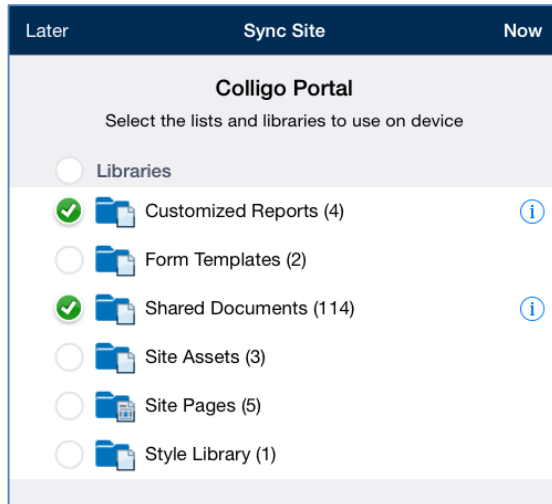 Later Sync Site Now
Colligo Portal
Select the lists and libraries to use on device
Libraries
Customized Reports (4)
Form Templates (2)
Shared Documents (114)
Site Assets (3)
Site Pages (5)
Style Library (1)